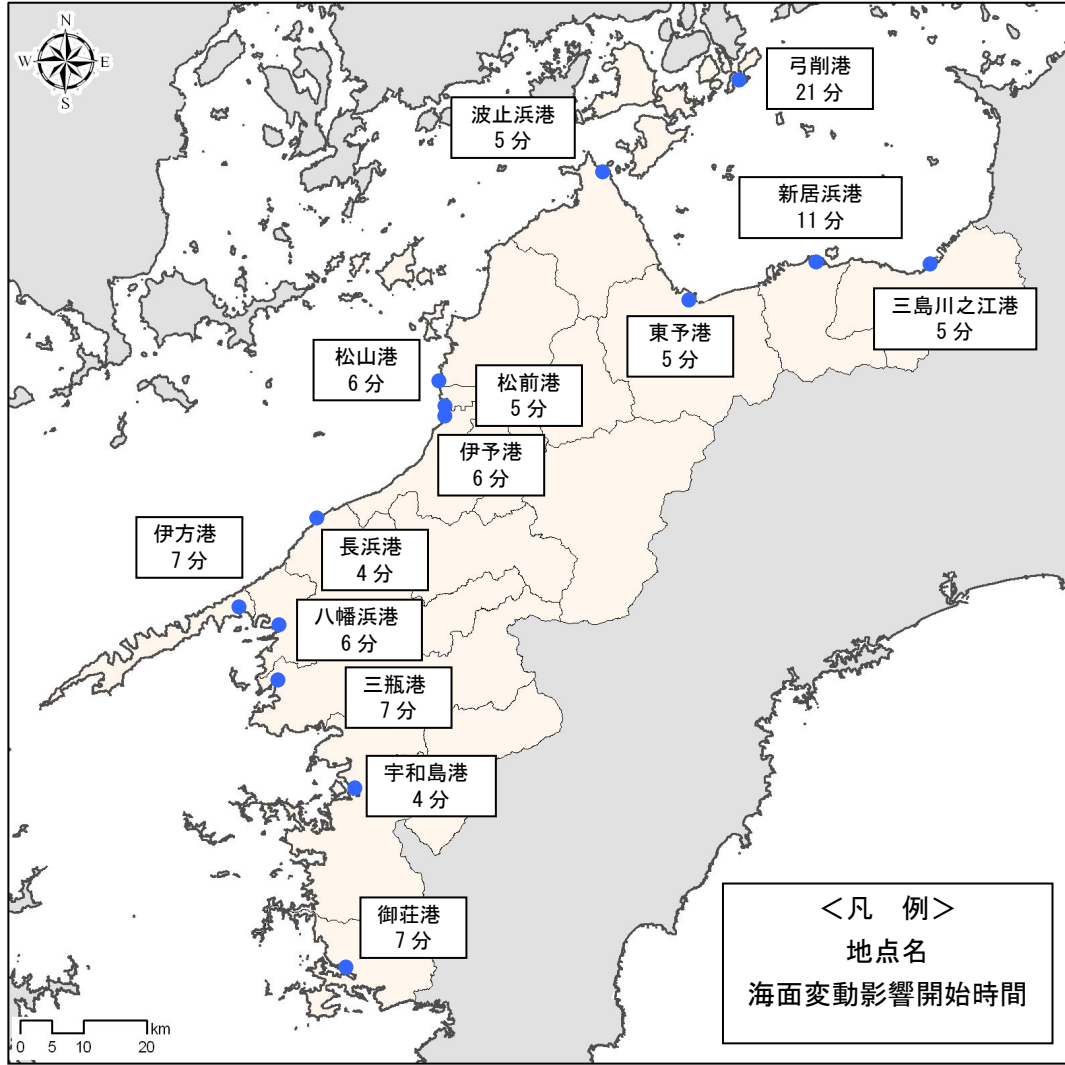 N
W E
S
弓削港
21 分
波止浜港
5 分
新居浜港
11 分
三島川之江港
5 分
東予港
5 分
松山港
6 分
松前港
5 分
伊予港
6 分
伊方港
7 分
長浜港
4 分
八幡浜港
6 分
三瓶港
7 分
宇和島港
4 分
御荘港
7 分
＜凡　例＞
地点名
海面変動影響開始時間
km
0 5 10 20